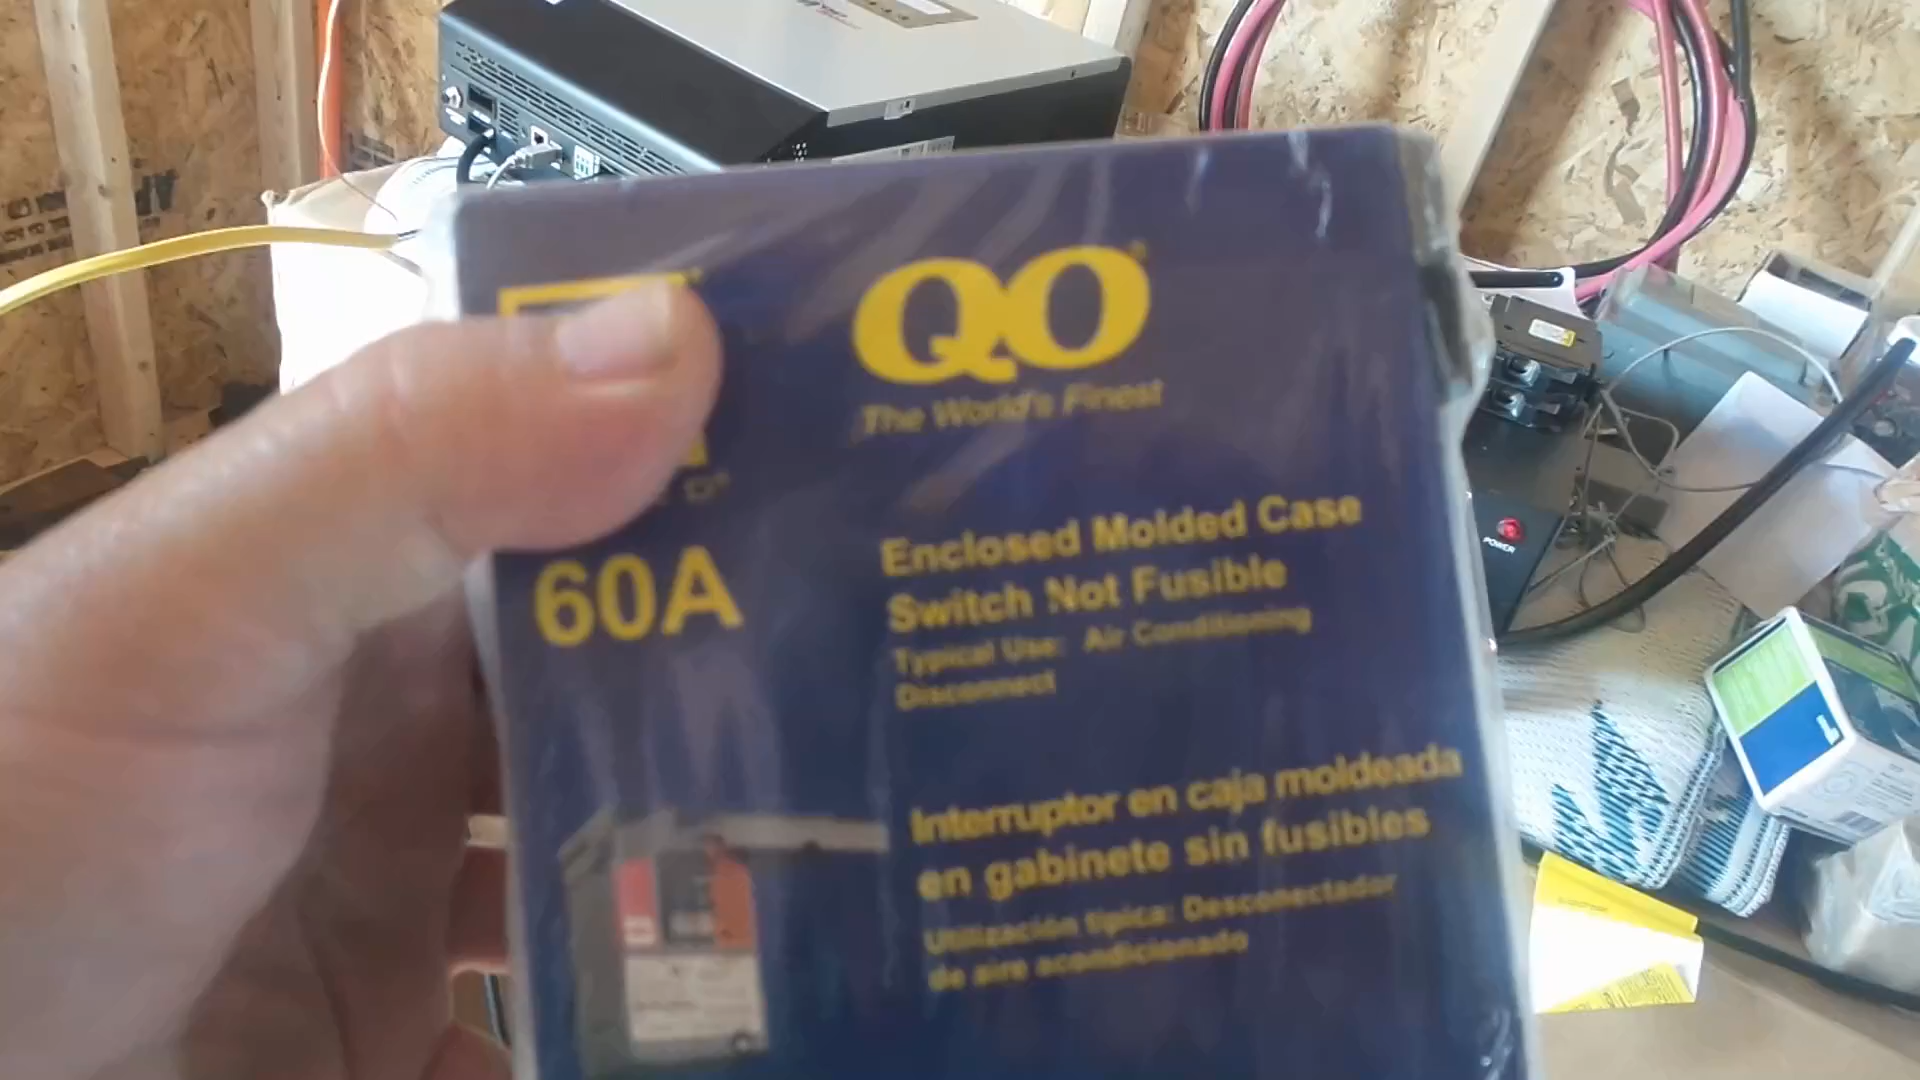 QO
The World's Finest
D
60A
Enclosed Molded Case
Switch Not Fusible
Typical Use: Air Conditioning
Disconnect
Interruptor en caja moldeada
en gabinete sin fusibles
Utilización típica: Desconectador
de aire acondicionado
POWER